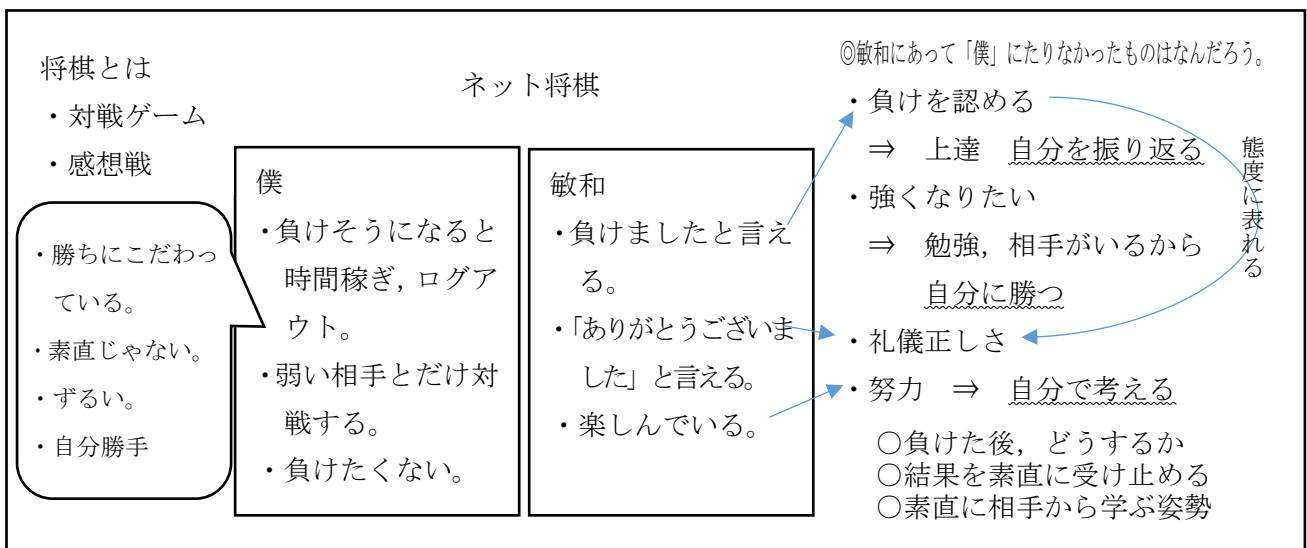 将棋とは
・対戦ゲーム
・感想戦
ネット将棋
・勝ちにこだわっ
ている。
・素直じゃない。
・ずるい。
・自分勝手
僕
・負けそうになると
時間稼ぎ，ログア
ウト。
・弱い相手とだけ対
戦する。
・負けたくない。
敏和
・負けましたと言え
る。
・「ありがとうございま
した」と言える。
・楽しんでいる。
◎敏和にあって「僕」にたりなかったものはなんだろう。
・負けを認める
⇒　上達　自分を振り返る
・強くなりたい
⇒　勉強，相手がいるから
自分に勝つ
・礼儀正しさ
・努力　⇒　自分で考える
○負けた後，どうするか
○結果を素直に受け止める
○素直に相手から学ぶ姿勢
態度に表れる